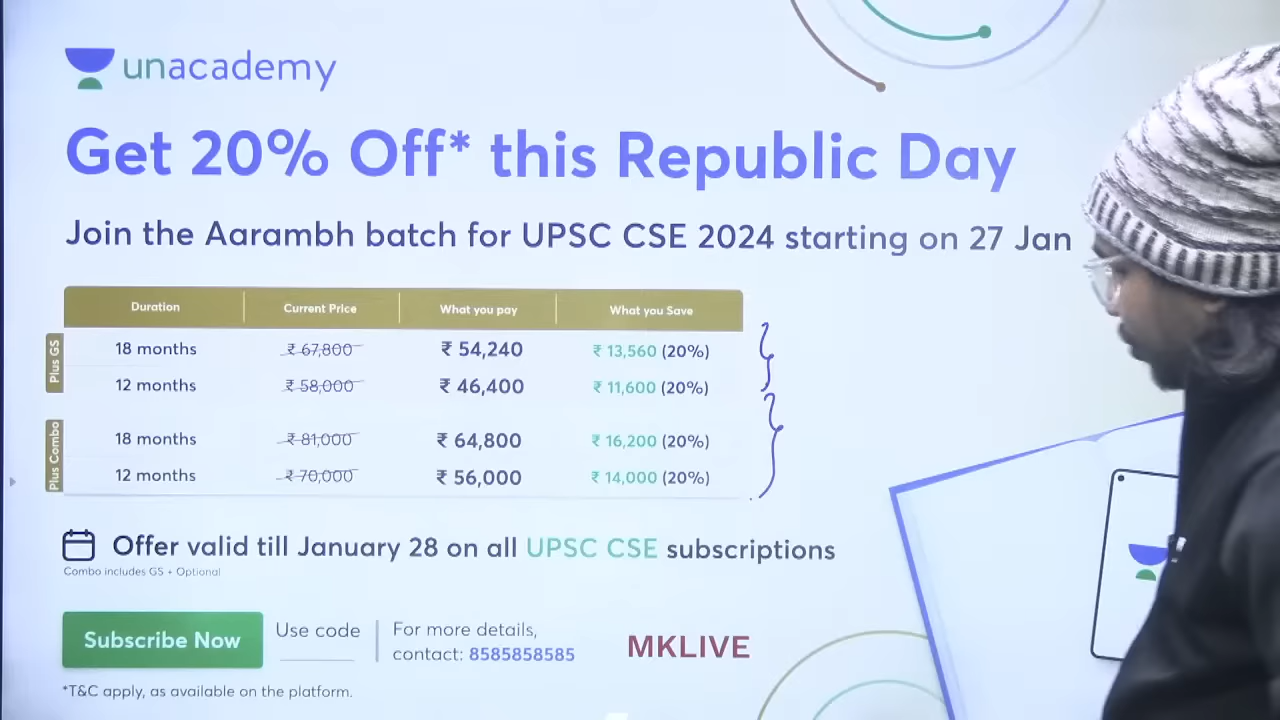 unacademy
Get 20% Off* this Republic Day
Join the Aarambh batch for UPSC CSE 2024 starting on 27 Jan
Duration Current Price What you pay What you Save
Plus GS
18 months ₹ 67,800 ₹ 54,240 ₹ 13,560 (20%)
12 months ₹ 58,000 ₹ 46,400 ₹ 11,600 (20%)
Plus Combo
18 months ₹ 81,000 ₹ 64,800 ₹ 16,200 (20%)
12 months ₹ 70,000 ₹ 56,000 ₹ 14,000 (20%)
Offer valid till January 28 on all UPSC CSE subscriptions
Combo includes GS + Optional
Subscribe Now
Use code
For more details,
contact: 8585858585
MKLIVE
*T&C apply, as available on the platform.